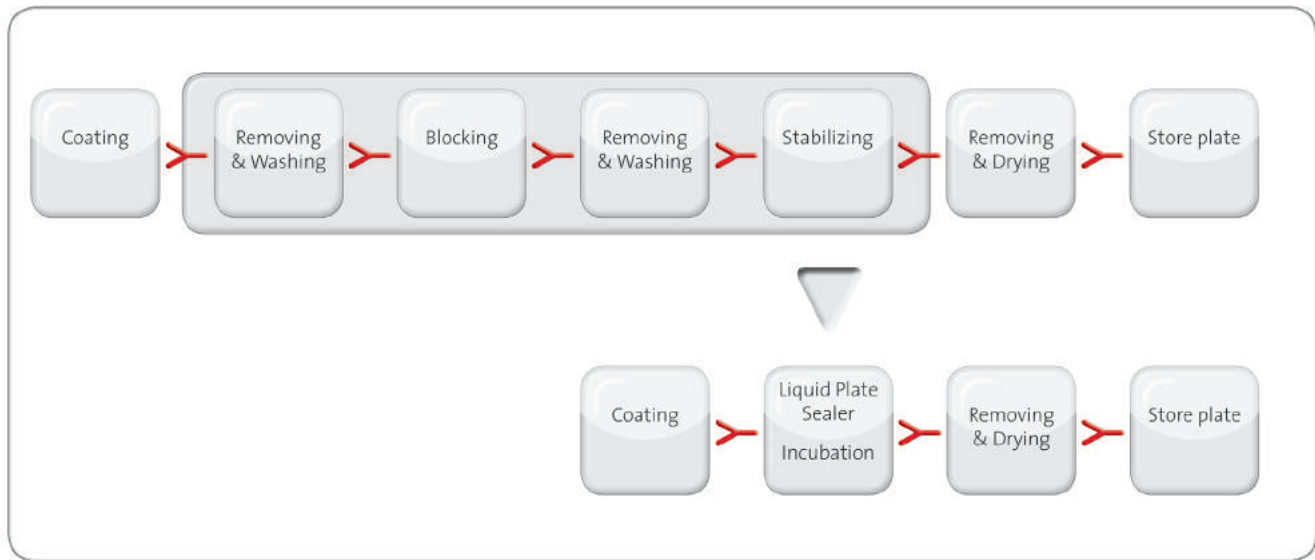 Coating
Removing
& Washing
Blocking
Removing
& Washing
Stabilizing
Removing
& Drying
Store plate
Coating
Liquid Plate
Sealer
Incubation
Removing
& Drying
Store plate